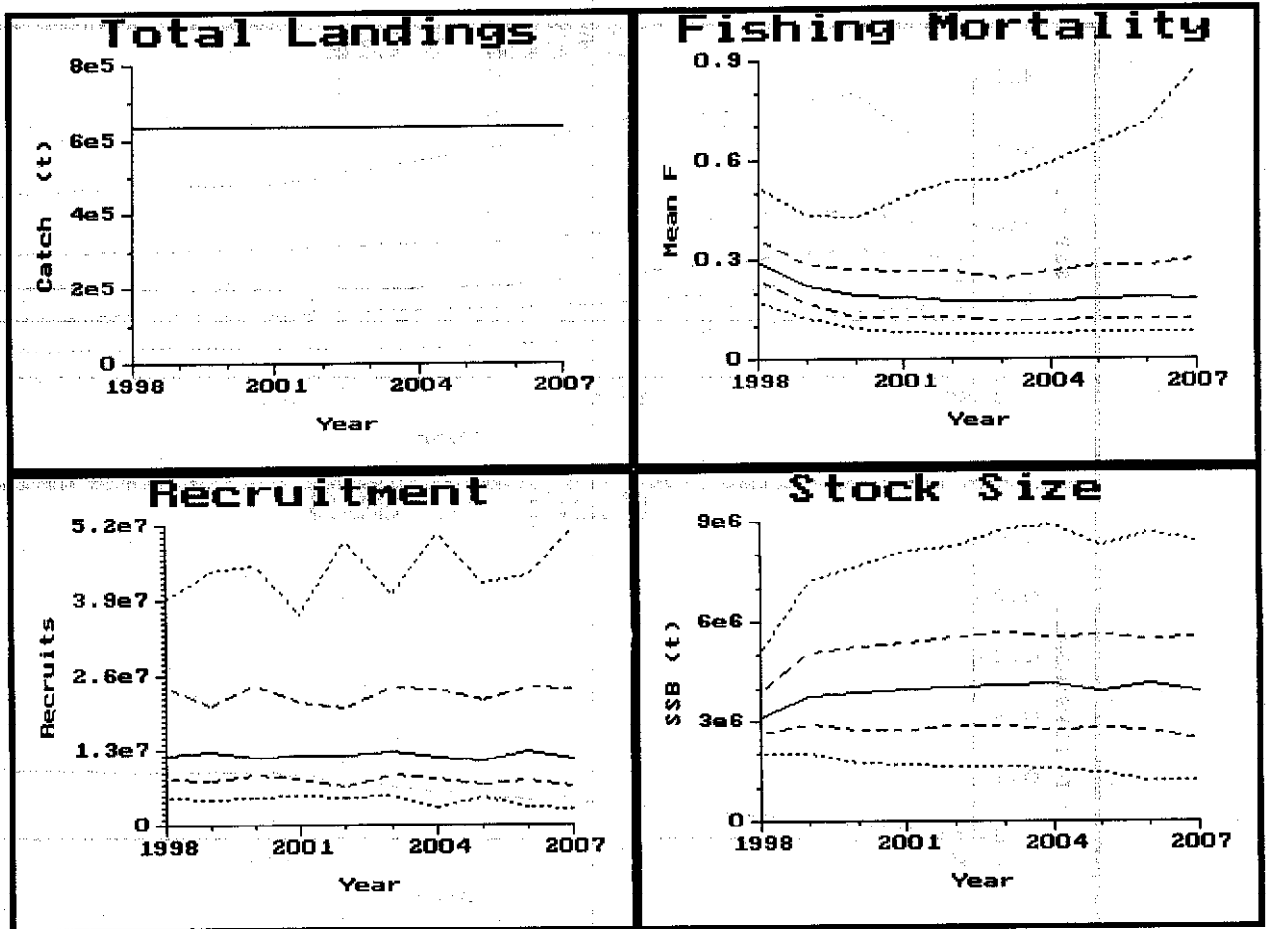 Total Landings
8e5
6e5
4e5
2e5
0
Catch (t)
1998 2001 2004 2007
Year
Fishing Mortality
0.9
0.6
0.3
0
Mean F
1998 2001 2004 2007
Year
Recruitment
5.2e7
3.9e7
2.6e7
1.3e7
0
Recruits
1998 2001 2004 2007
Year
Stock Size
9e6
6e6
3e6
0
SSB (t)
1998 2001 2004 2007
Year